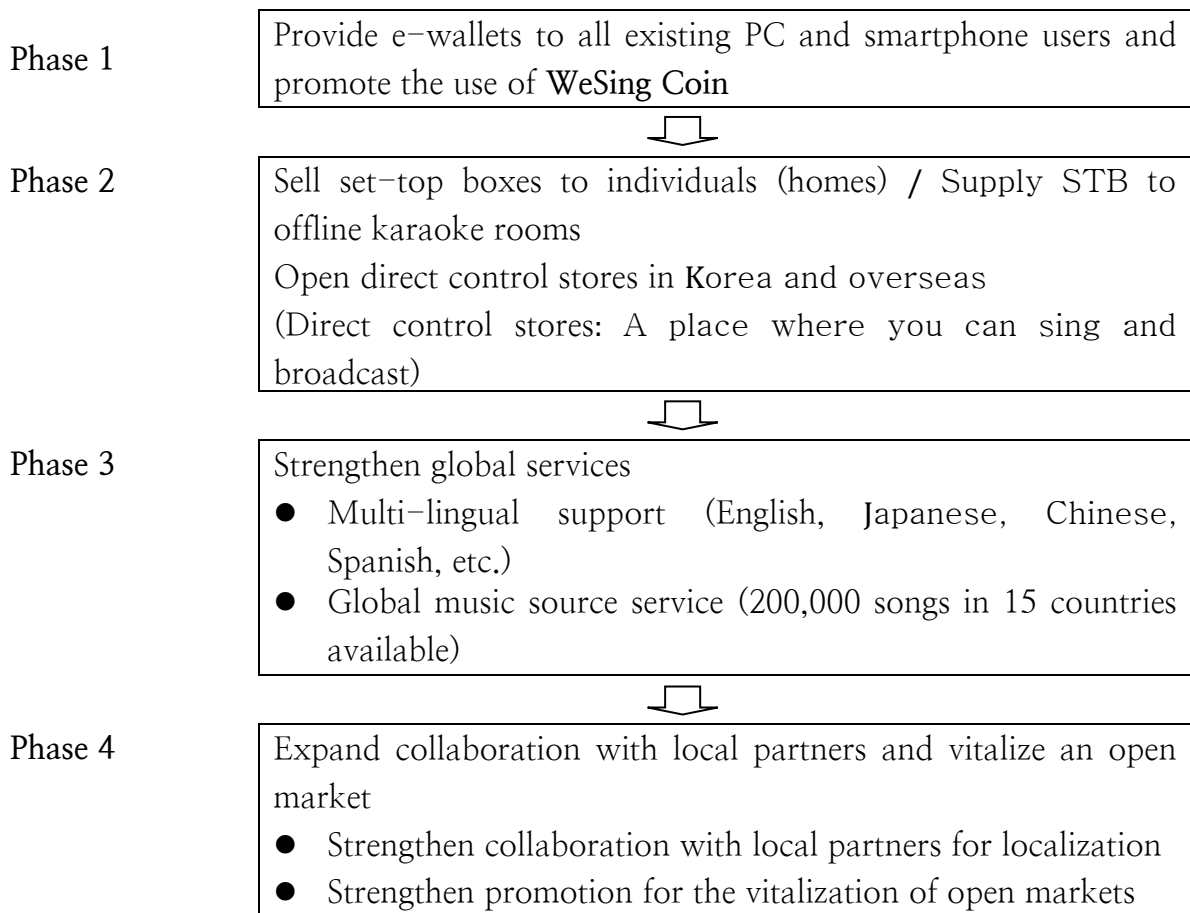 Phase 1
Provide e-wallets to all existing PC and smartphone users and
promote the use of WeSing Coin
Phase 2
Sell set-top boxes to individuals (homes) / Supply STB to
offline karaoke rooms
Open direct control stores in Korea and overseas
(Direct control stores: A place where you can sing and
broadcast)
Phase 3
Strengthen global services
● Multi-lingual support (English, Japanese, Chinese,
Spanish, etc.)
● Global music source service (200,000 songs in 15 countries
available)
Phase 4
Expand collaboration with local partners and vitalize an open
market
● Strengthen collaboration with local partners for localization
● Strengthen promotion for the vitalization of open markets